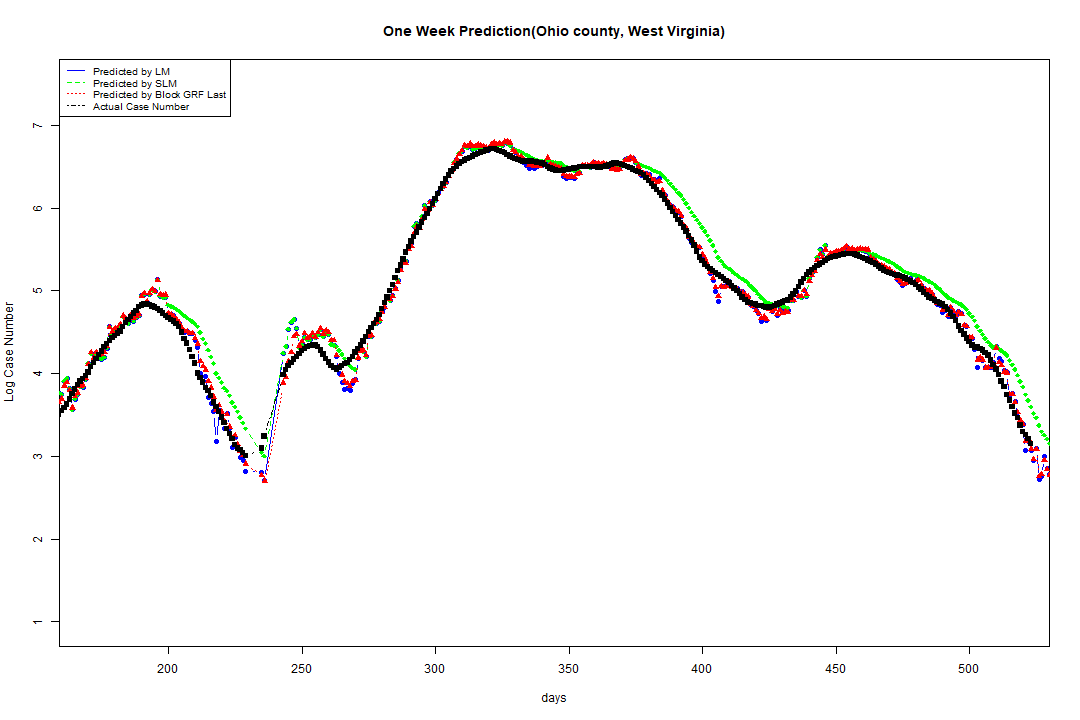 One Week Prediction(Ohio county, West Virginia)
Predicted by LM
Predicted by SLM
Predicted by Block GRF Last
Actual Case Number
7
6
5
4
3
2
1
Log Case Number
200 250 300 350 400 450 500
days